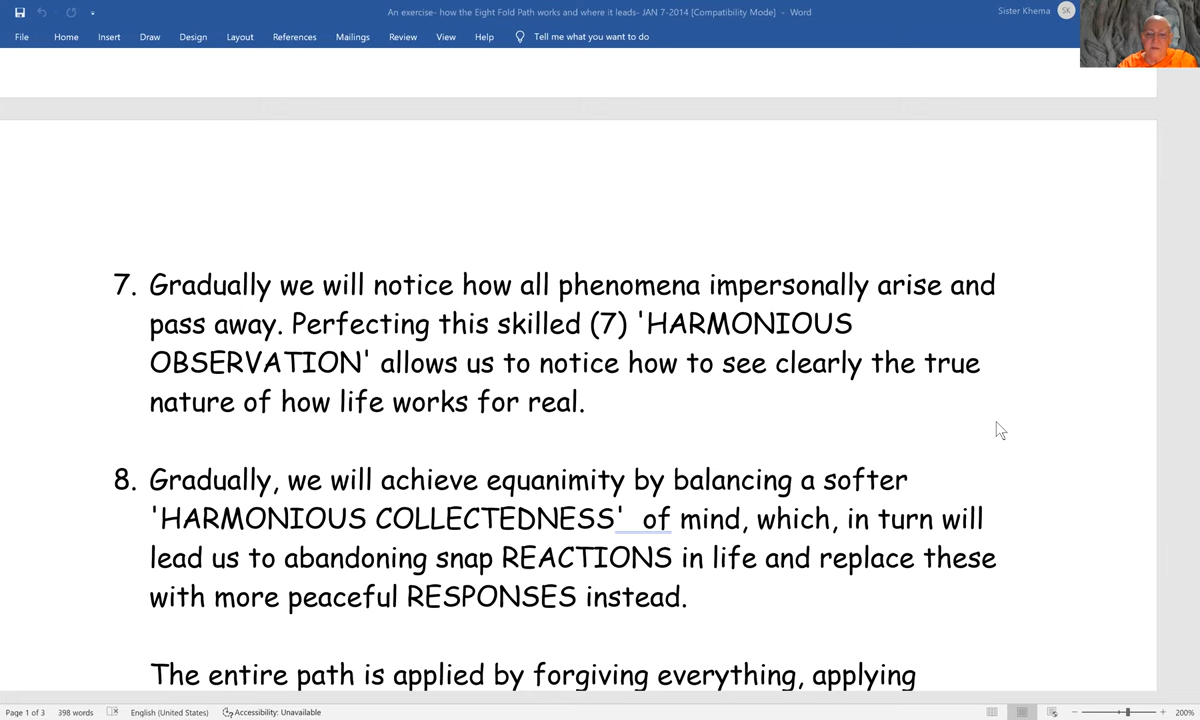 An exercise- how the Eight Fold Path works and where it leads- JAN 7-2014 [Compatibility Mode] - Word
Sister Khema SK
File Home Insert Draw Design Layout References Mailings Review View Help Tell me what you want to do
7. Gradually we will notice how all phenomena impersonally arise and
pass away. Perfecting this skilled (7) 'HARMONIOUS
OBSERVATION' allows us to notice how to see clearly the true
nature of how life works for real.
8. Gradually, we will achieve equanimity by balancing a softer
'HARMONIOUS COLLECTEDNESS' of mind, which, in turn will
lead us to abandoning snap REACTIONS in life and replace these
with more peaceful RESPONSES instead.
The entire path is applied by forgiving everything, applying
Page 1 of 3 398 words English (United States) Accessibility: Unavailable 200%